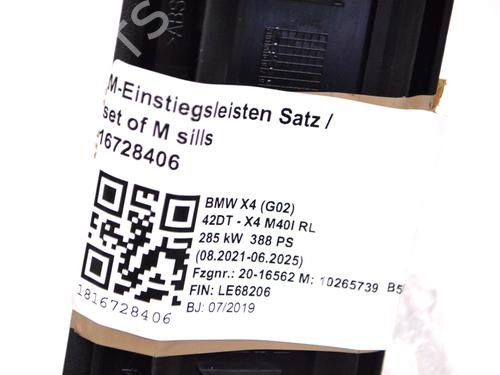 >ABS
M-Einstiegsleisten Satz /
set of M sills
16728406
BMW X4 (G02)
42DT - X4 M40I RL
285 kW 388 PS
(08.2021-06.2025)
Fzgnr.: 20-16562 M: 10265739 B5
FIN: LE68206
BJ: 07/2019
1816728406